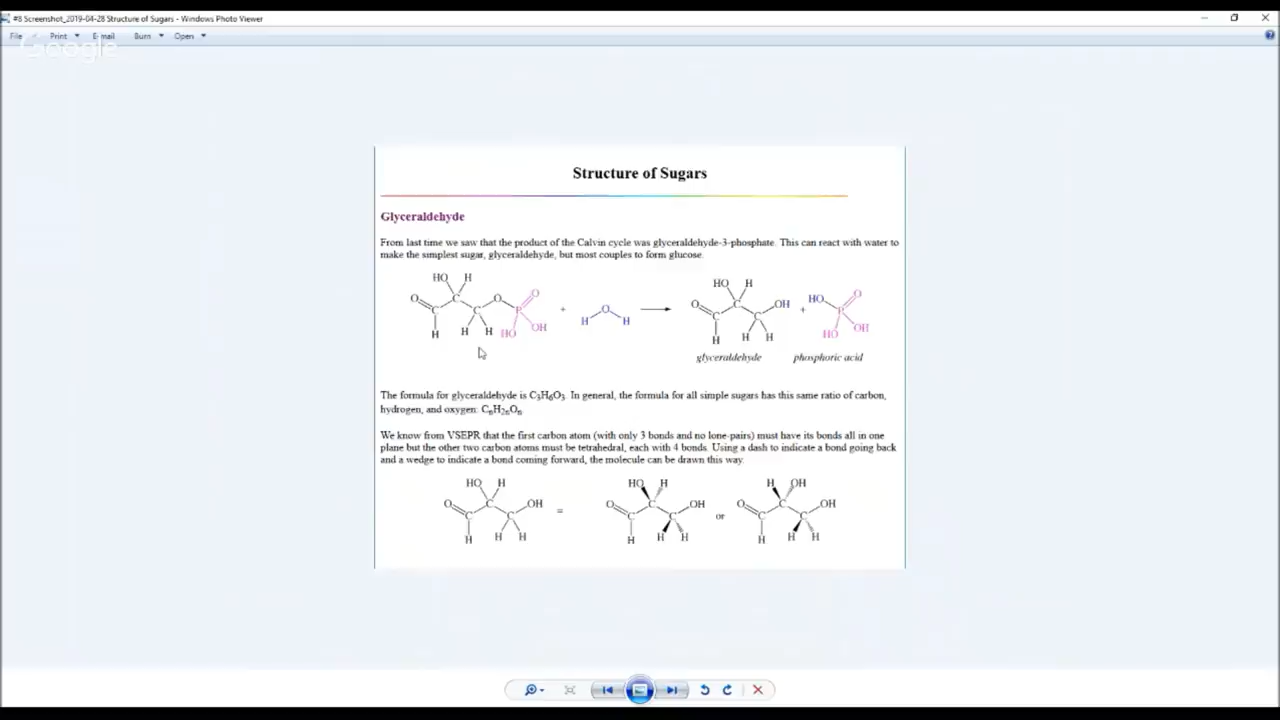 #8 Screenshot_2019-04-28 Structure of Sugars - Windows Photo Viewer
File Print E-mail Burn Open
Google
Structure of Sugars
Glyceraldehyde
From last time we saw that the product of the Calvin cycle was glyceraldehyde-3-phosphate. This can react with water to
make the simplest sugar, glyceraldehyde, but most couples to form glucose.
HO H
O C O O
C C P
H H H HO OH
+
O
H H
HO H
O C OH
C C
H H H
+
HO O
P
HO OH
glyceraldehyde phosphoric acid
The formula for glyceraldehyde is C₃H₆O₃. In general, the formula for all simple sugars has this same ratio of carbon,
hydrogen, and oxygen: CₙH₂ₙOₙ
We know from VSEPR that the first carbon atom (with only 3 bonds and no lone-pairs) must have its bonds all in one
plane but the other two carbon atoms must be tetrahedral, each with 4 bonds. Using a dash to indicate a bond going back
and a wedge to indicate a bond coming forward, the molecule can be drawn this way.
HO H
O C OH
C C
H H H
=
HO H
O C OH
C C
H H H
or
H OH
O C OH
C C
H H H